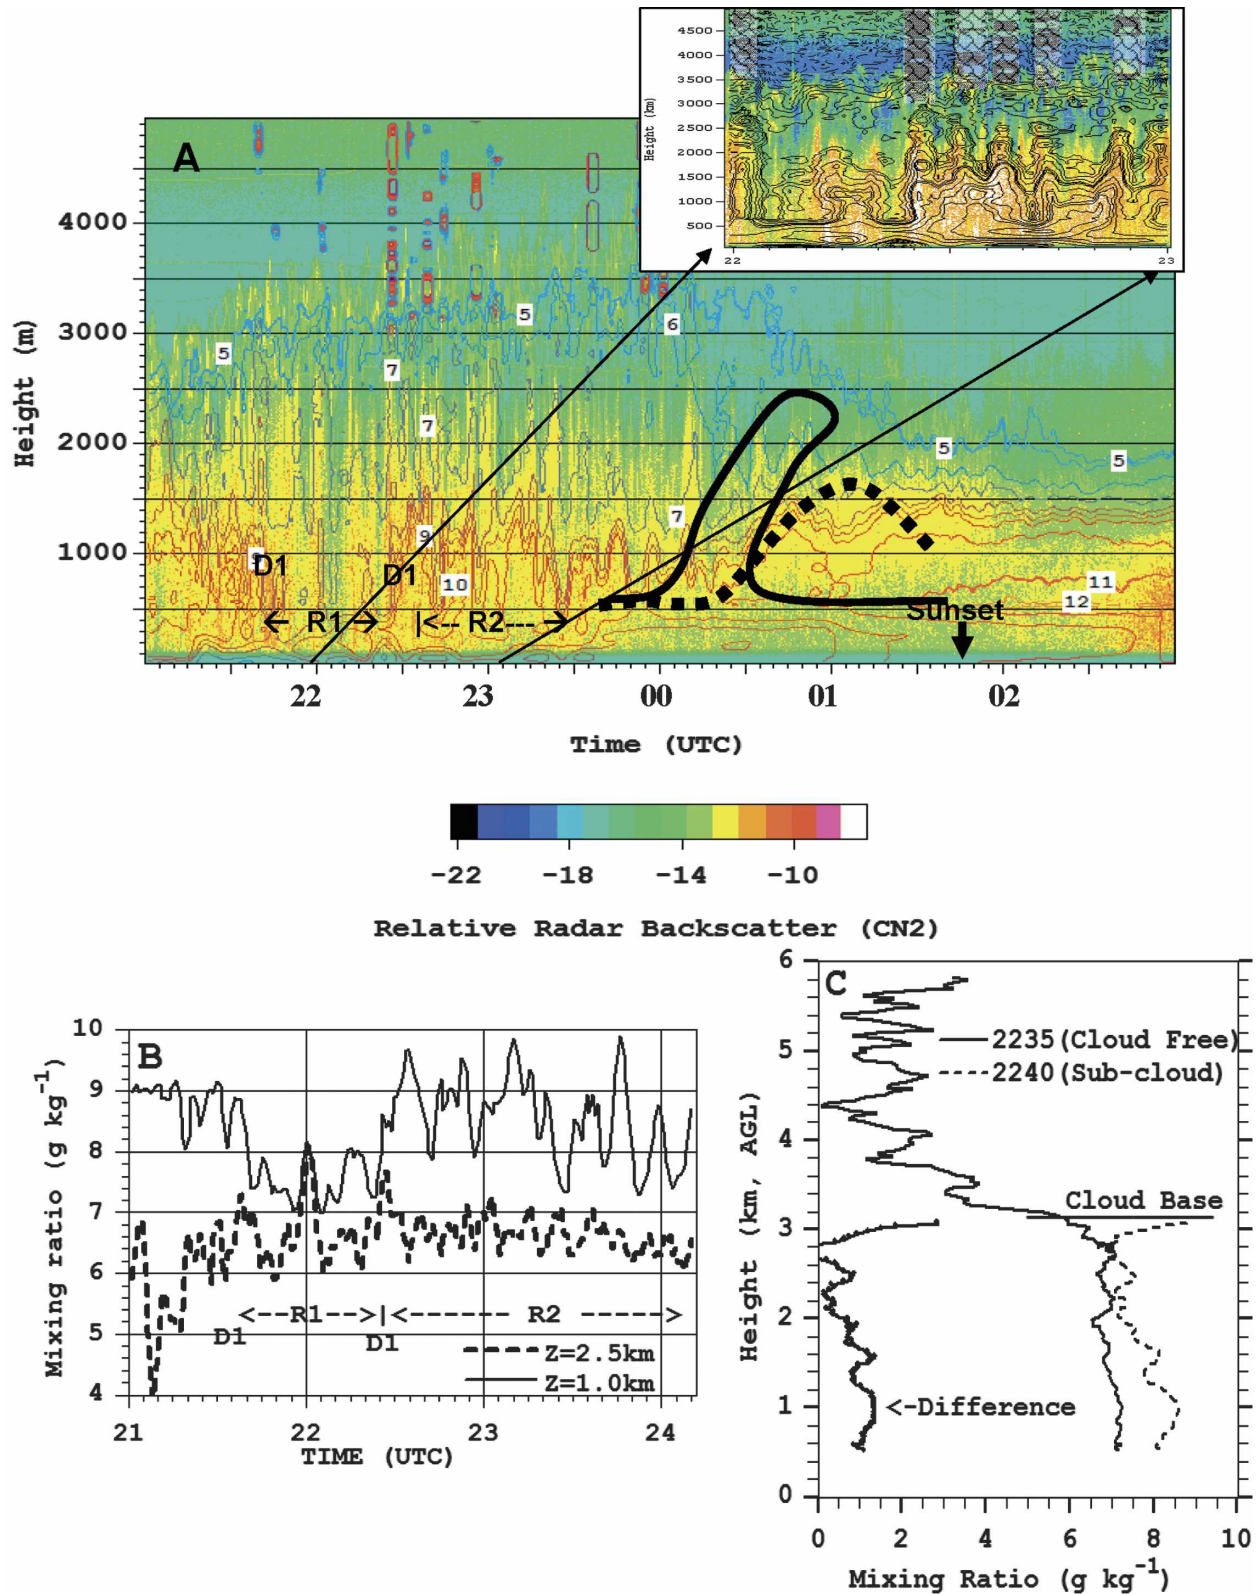 4500
4000
3500
3000
2500
2000
1500
1000
500
Height (km)
22
23
A
4000
3000
2000
1000
Height (m)
5
5
6
7
7
7
9
9
10
5
5
11
12
D1
D1
<- R1 ->
|<-- R2--->
Sunset
22
23
00
01
02
Time (UTC)
-22
-18
-14
-10
Relative Radar Backscatter (CN2)
B
10
9
8
7
6
5
4
Mixing ratio (g kg-1)
<--R1--->|<------ R2 ------>
D1
D1
Z=2.5km
Z=1.0km
21
22
23
24
TIME (UTC)
C
6
5
4
3
2
1
0
Height (km, AGL)
2235(Cloud Free)
2240(Sub-cloud)
Cloud Base
<-Difference
0
2
4
6
8
10
Mixing Ratio (g kg-1)